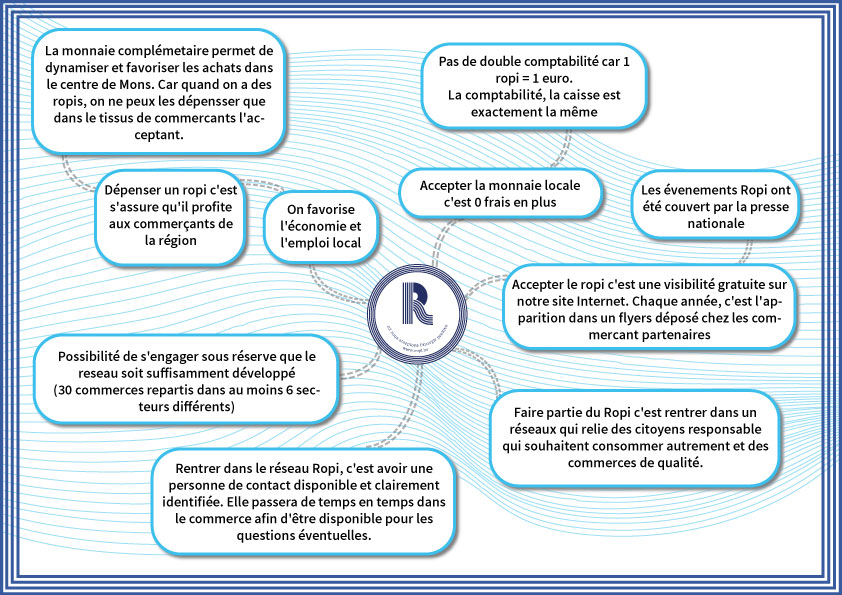 La monnaie complémetaire permet de
dynamiser et favoriser les achats dans
le centre de Mons. Car quand on a des
ropis, on ne peux les dépensser que
dans le tissus de commercants l'ac-
ceptant.
Pas de double comptabilité car 1
ropi = 1 euro.
La comptabilité, la caisse est
exactement la même
Dépenser un ropi c'est
s'assure qu'il profite
aux commerçants de
la région
On favorise
l'économie et
l'emploi local
Accepter la monnaie locale
c'est 0 frais en plus
Les évenements Ropi ont
été couvert par la presse
nationale
Accepter le ropi c'est une visibilité gratuite sur
notre site Internet. Chaque année, c'est l'ap-
parition dans un flyers déposé chez les com-
mercant partenaires
R
www.ropi.be
Possibilité de s'engager sous réserve que le
reseau soit suffisamment développé
(30 commerces repartis dans au moins 6 sec-
teurs différents)
Faire partie du Ropi c'est rentrer dans un
réseaux qui relie des citoyens responsable
qui souhaitent consommer autrement et des
commerces de qualité.
Rentrer dans le réseau Ropi, c'est avoir une
personne de contact disponible et clairement
identifiée. Elle passera de temps en temps dans
le commerce afin d'être disponible pour les
questions éventuelles.